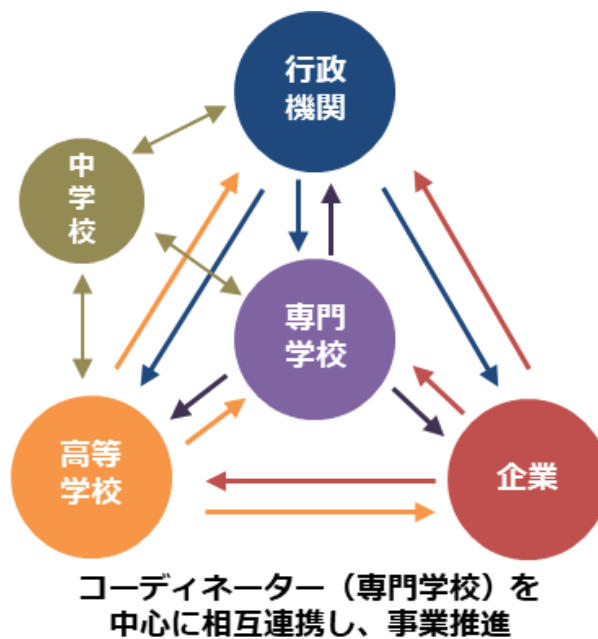 行政
機関
中
学
校
専門
学校
高等
学校
企業
コーディネーター（専門学校）を
中心に相互連携し、事業推進